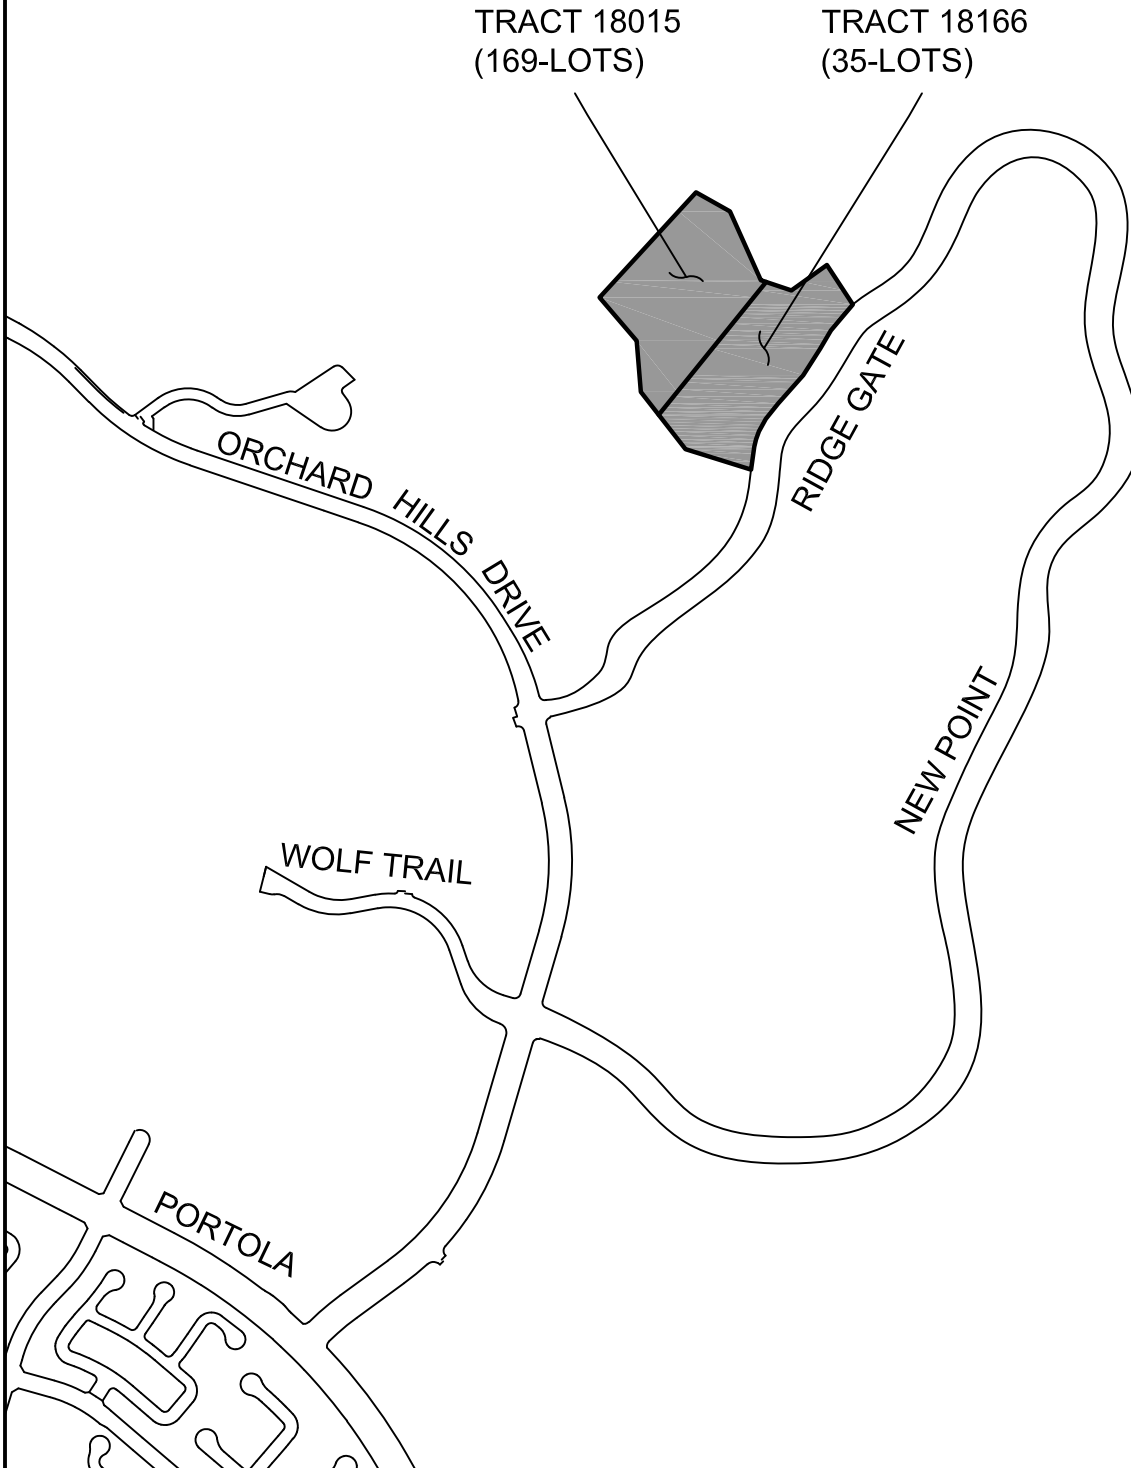 TRACT 18015
(169-LOTS)
TRACT 18166
(35-LOTS)
RIDGE GATE
ORCHARD HILLS DRIVE
NEW POINT
WOLF TRAIL
PORTOLA